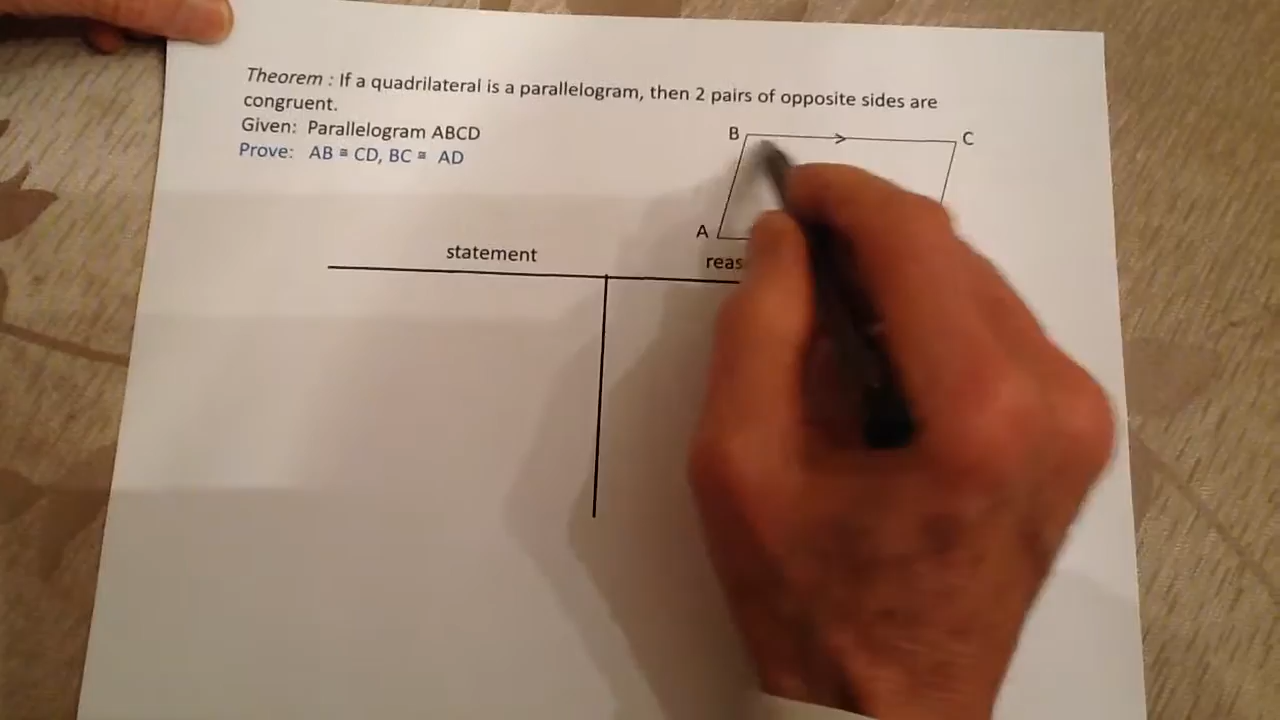 Theorem : If a quadrilateral is a parallelogram, then 2 pairs of opposite sides are
congruent.
Given: Parallelogram ABCD
Prove: AB ≅ CD, BC ≅ AD
B
C
A
statement
reas